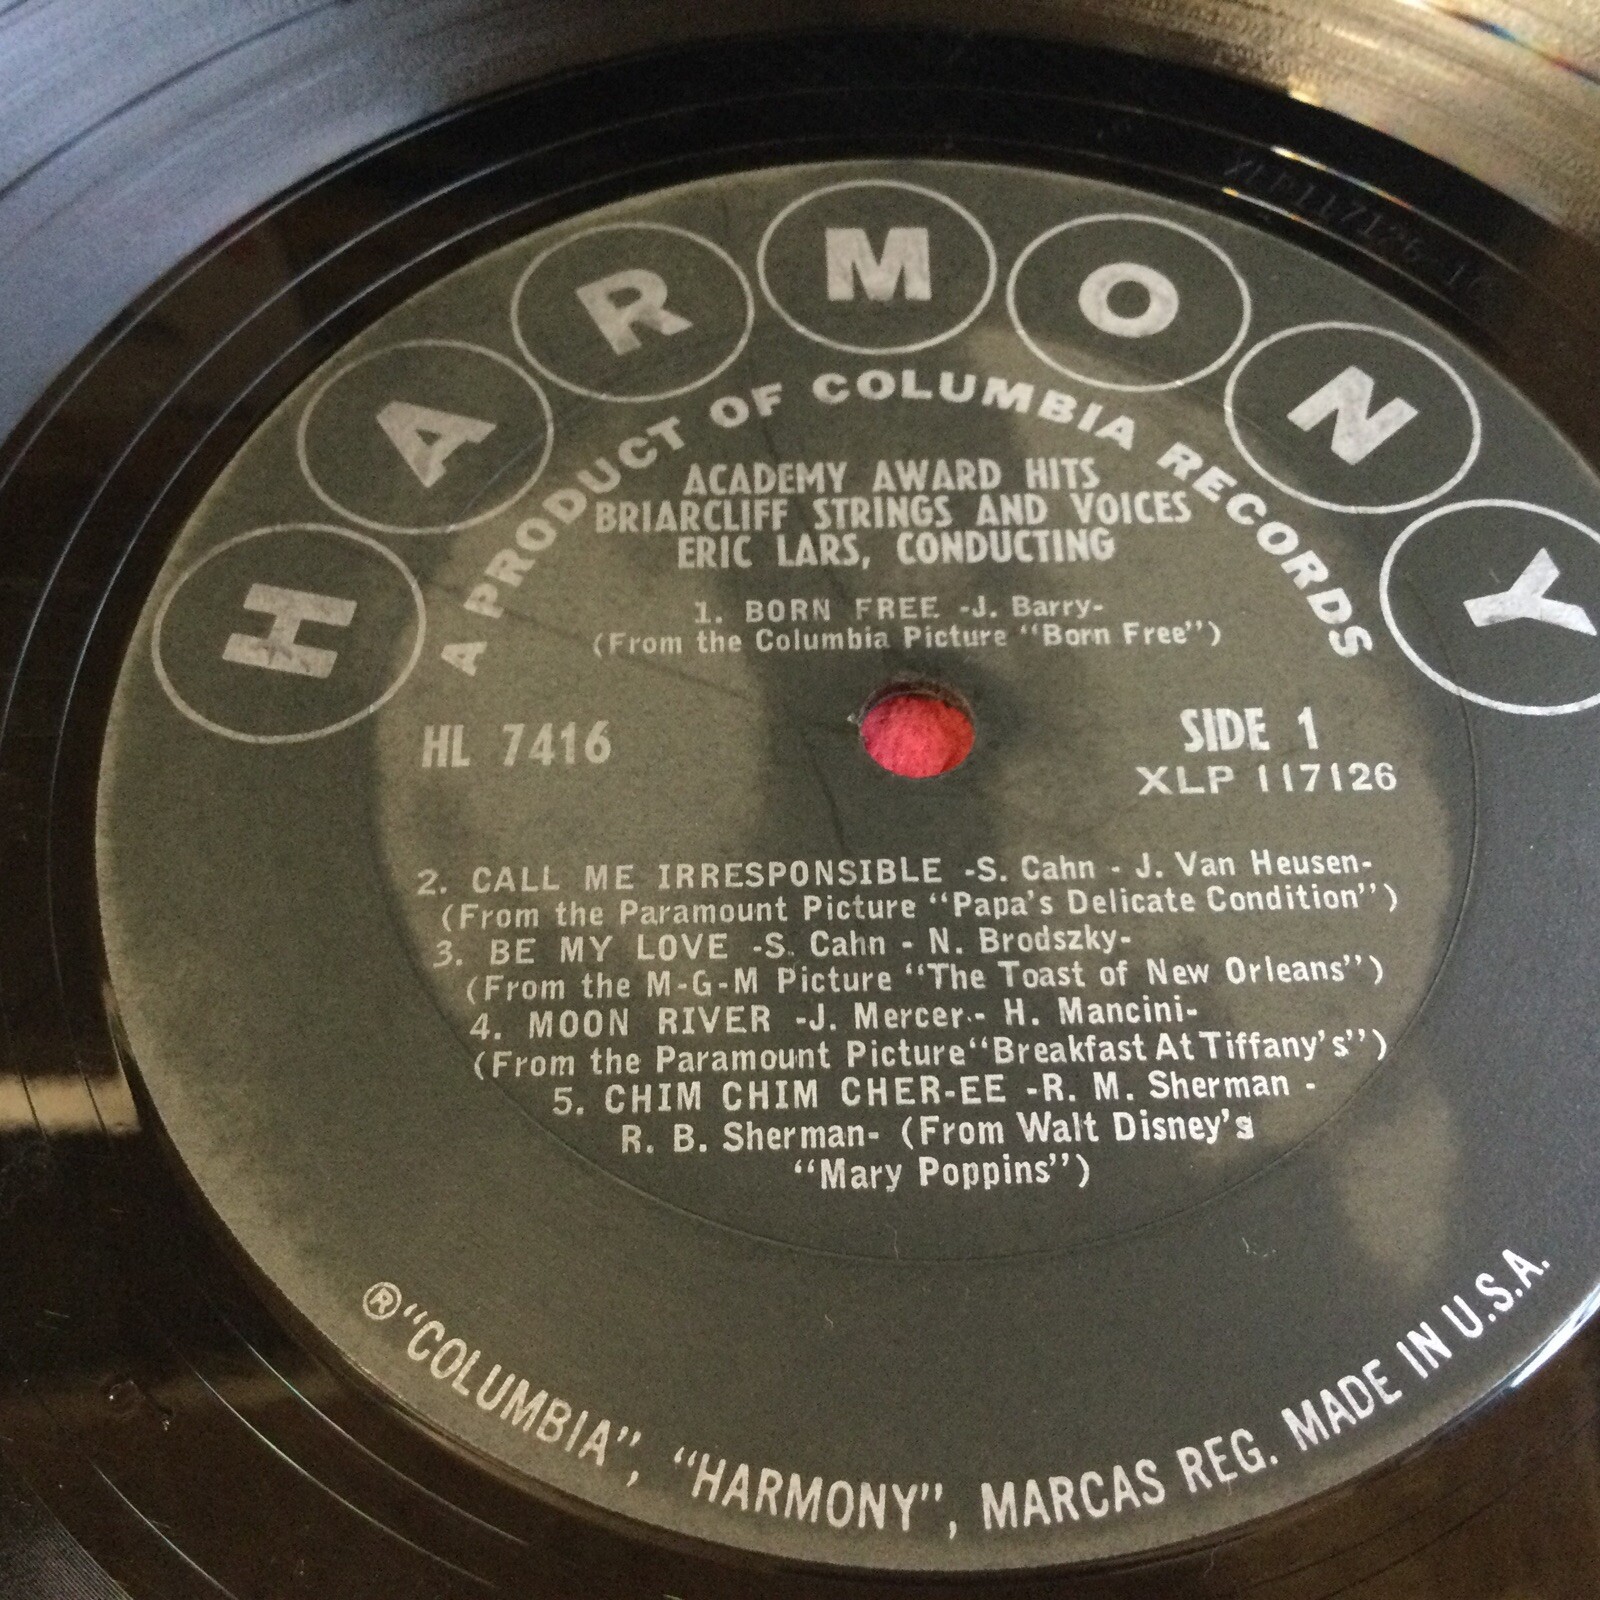 HARMONY
A PRODUCT OF COLUMBIA RECORDS
ACADEMY AWARD HITS
BRIARCLIFF STRINGS AND VOICES
ERIC LARS, CONDUCTING
1. BORN FREE -J. Barry-
(From the Columbia Picture “Born Free”)
HL 7416
SIDE 1
XLP 117126
2. CALL ME IRRESPONSIBLE -S. Cahn - J. Van Heusen-
(From the Paramount Picture “Papa’s Delicate Condition”)
3. BE MY LOVE -S. Cahn - N. Brodszky-
(From the M-G-M Picture “The Toast of New Orleans”)
4. MOON RIVER -J. Mercer - H. Mancini-
(From the Paramount Picture “Breakfast At Tiffany’s”)
5. CHIM CHIM CHER-EE -R. M. Sherman -
R. B. Sherman- (From Walt Disney’s
“Mary Poppins”)
® “COLUMBIA”, “HARMONY”, MARCAS REG. MADE IN U.S.A.